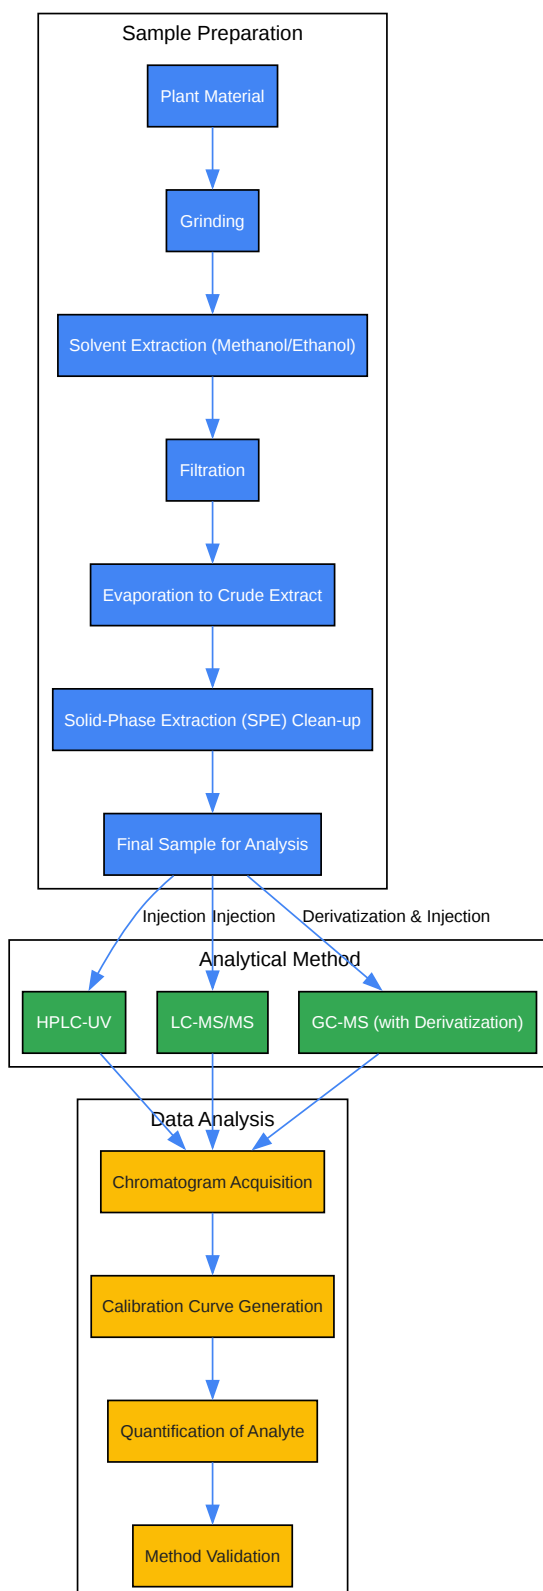 Sample Preparation
Plant Material
Grinding
Solvent Extraction (Methanol/Ethanol)
Filtration
Evaporation to Crude Extract
Solid-Phase Extraction (SPE) Clean-up
Final Sample for Analysis
Injection
Injection
Derivatization & Injection
Analytical Method
HPLC-UV
LC-MS/MS
GC-MS (with Derivatization)
Data Analysis
Chromatogram Acquisition
Calibration Curve Generation
Quantification of Analyte
Method Validation